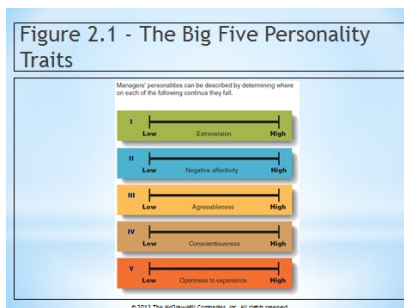 Figure 2.1 - The Big Five Personality
Traits
Managers' personalities can be described by determining where
on each of the following continua they fall.
I
Low Extraversion High
II
Low Negative affectivity High
III
Low Agreeableness High
IV
Low Conscientiousness High
V
Low Openness to experience High
© 2013 The McGraw-Hill Companies, Inc. All rights reserved.